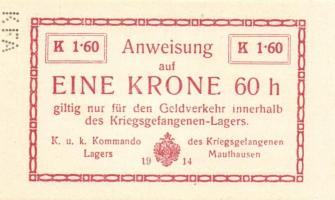 K 1·60 Anweisung K 1·60
auf
EINE KRONE 60 h
giltig nur für den Geldverkehr innerhalb
des Kriegsgefangenen-Lagers.
K. u. k. Kommando des Kriegsgefangenen
Lagers Mauthausen
19 14